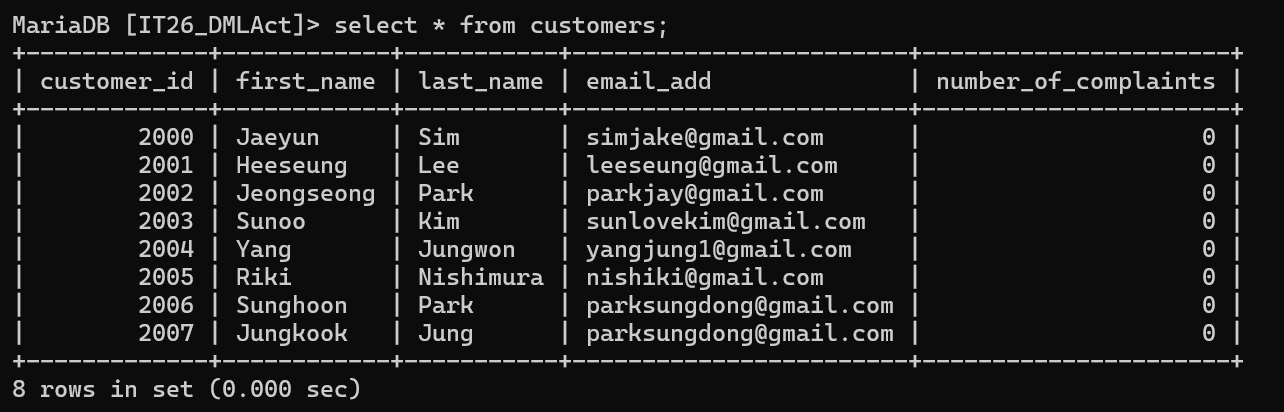 MariaDB [IT26_DMLAct]> select * from customers;
+-------------+------------+-----------+------------------------+----------------------+
| customer_id | first_name | last_name | email_add              | number_of_complaints |
+-------------+------------+-----------+------------------------+----------------------+
|        2000 | Jaeyun     | Sim       | simjake@gmail.com      |                    0 |
|        2001 | Heeseung   | Lee       | leeseung@gmail.com     |                    0 |
|        2002 | Jeongseong | Park      | parkjay@gmail.com      |                    0 |
|        2003 | Sunoo      | Kim       | sunlovekim@gmail.com   |                    0 |
|        2004 | Yang       | Jungwon   | yangjung1@gmail.com    |                    0 |
|        2005 | Riki       | Nishimura | nishiki@gmail.com      |                    0 |
|        2006 | Sunghoon   | Park      | parksungdong@gmail.com |                    0 |
|        2007 | Jungkook   | Jung      | parksungdong@gmail.com |                    0 |
+-------------+------------+-----------+------------------------+----------------------+
8 rows in set (0.000 sec)